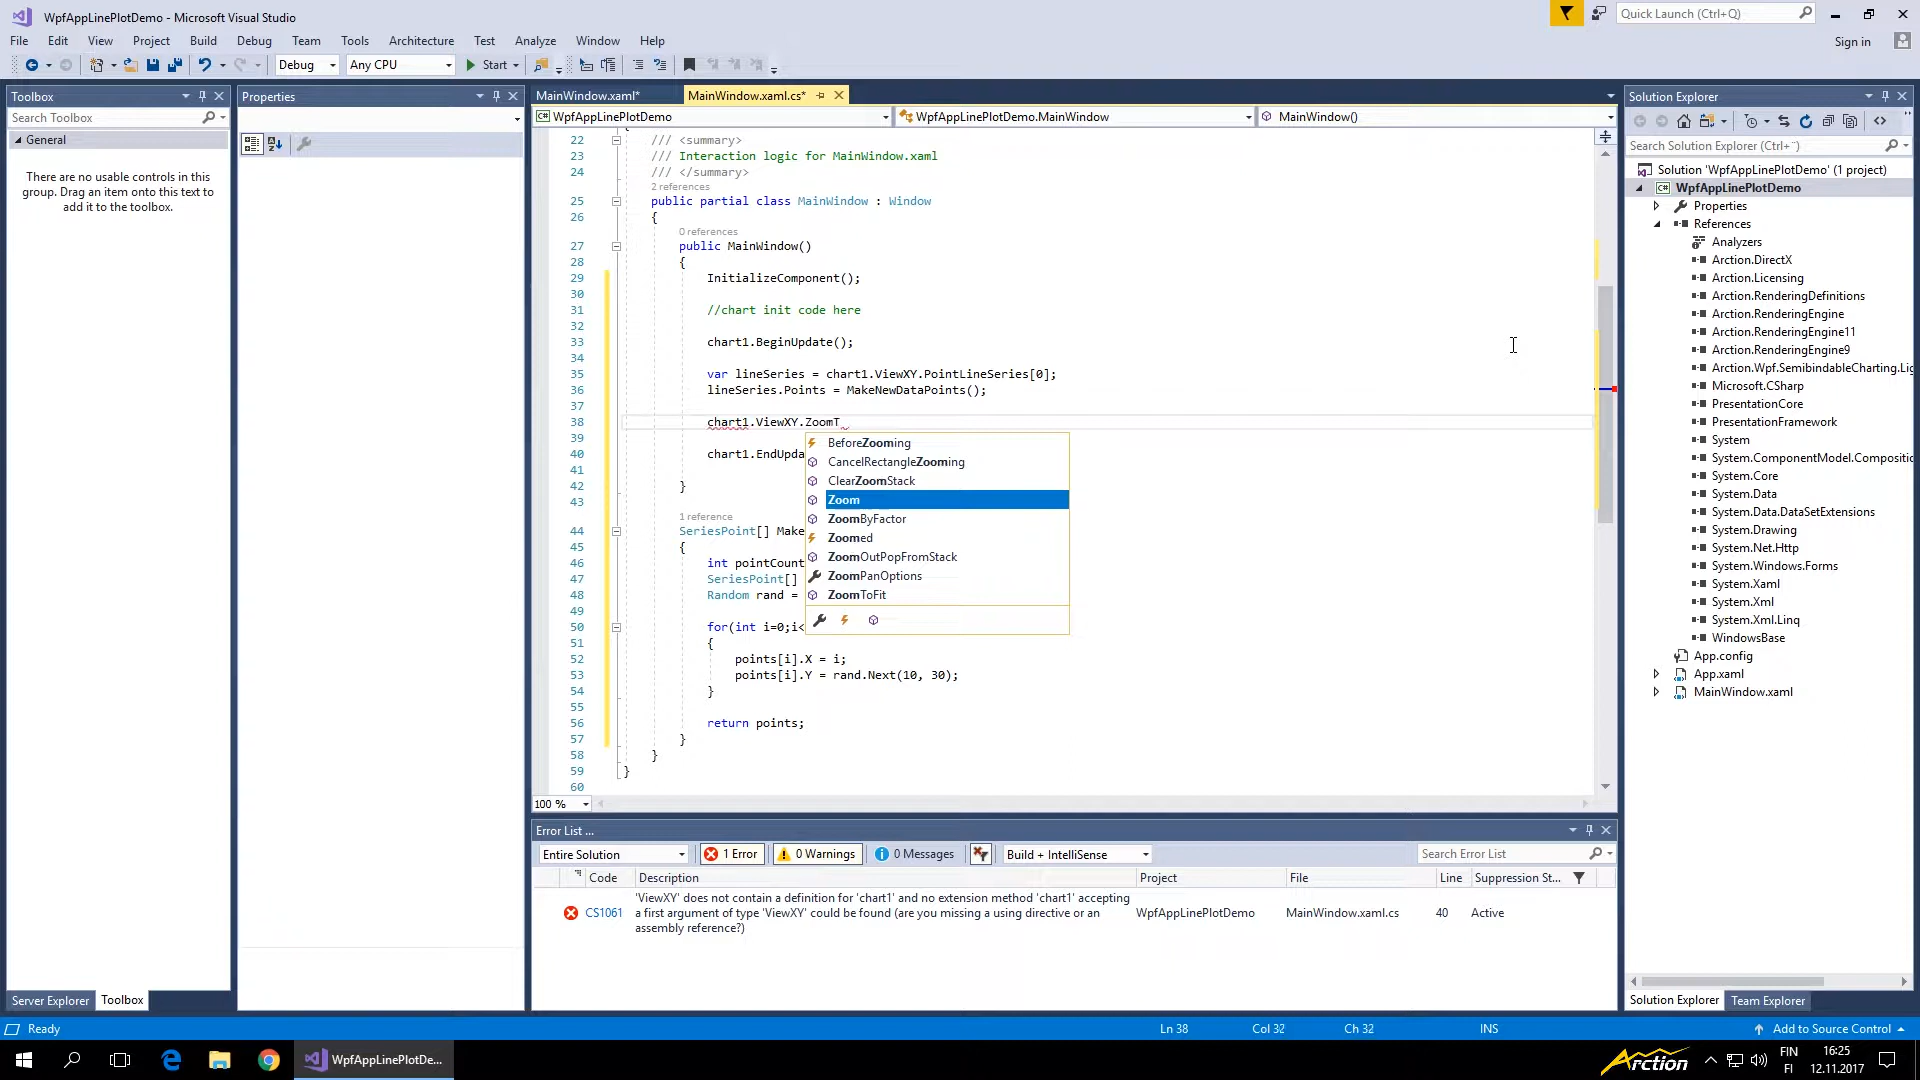 WpfAppLinePlotDemo - Microsoft Visual Studio
Quick Launch (Ctrl+Q)
File Edit View Project Build Debug Team Tools Architecture Test Analyze Window Help
Sign in
Debug Any CPU Start
Toolbox
Search Toolbox
General
There are no usable controls in this
group. Drag an item onto this text to
add it to the toolbox.
Server Explorer Toolbox
Properties
MainWindow.xaml* MainWindow.xaml.cs*
WpfAppLinePlotDemo WpfAppLinePlotDemo.MainWindow MainWindow()
22 /// <summary>
23 /// Interaction logic for MainWindow.xaml
24 /// </summary>
2 references
25 public partial class MainWindow : Window
26 {
0 references
27 public MainWindow()
28 {
29 InitializeComponent();
30
31 //chart init code here
32
33 chart1.BeginUpdate();
34
35 var lineSeries = chart1.ViewXY.PointLineSeries[0];
36 lineSeries.Points = MakeNewDataPoints();
37
38 chart1.ViewXY.ZoomT
39
40 chart1.EndUpda
41
42 }
43
1 reference
44 SeriesPoint[] Make
45 {
46 int pointCount
47 SeriesPoint[]
48 Random rand =
49
50 for(int i=0;i<
51 {
52 points[i].X = i;
53 points[i].Y = rand.Next(10, 30);
54 }
55
56 return points;
57 }
58 }
59 }
60
BeforeZooming
CancelRectangleZooming
ClearZoomStack
Zoom
ZoomByFactor
Zoomed
ZoomOutPopFromStack
ZoomPanOptions
ZoomToFit
100 %
Error List ...
Entire Solution 1 Error 0 Warnings 0 Messages Build + IntelliSense Search Error List
Code Description Project File Line Suppression St...
CS1061 'ViewXY' does not contain a definition for 'chart1' and no extension method 'chart1' accepting
a first argument of type 'ViewXY' could be found (are you missing a using directive or an
assembly reference?)
WpfAppLinePlotDemo MainWindow.xaml.cs 40 Active
Solution Explorer
Search Solution Explorer (Ctrl+¨)
Solution 'WpfAppLinePlotDemo' (1 project)
WpfAppLinePlotDemo
Properties
References
Analyzers
Arction.DirectX
Arction.Licensing
Arction.RenderingDefinitions
Arction.RenderingEngine
Arction.RenderingEngine11
Arction.RenderingEngine9
Arction.Wpf.SemibindableCharting.Lig
Microsoft.CSharp
PresentationCore
PresentationFramework
System
System.ComponentModel.Compositic
System.Core
System.Data
System.Data.DataSetExtensions
System.Drawing
System.Net.Http
System.Windows.Forms
System.Xaml
System.Xml
System.Xml.Linq
WindowsBase
App.config
App.xaml
MainWindow.xaml
Solution Explorer Team Explorer
Ready Ln 38 Col 32 Ch 32 INS Add to Source Control
WpfAppLinePlotDe...
Arction
FIN
FI
16:25
12.11.2017